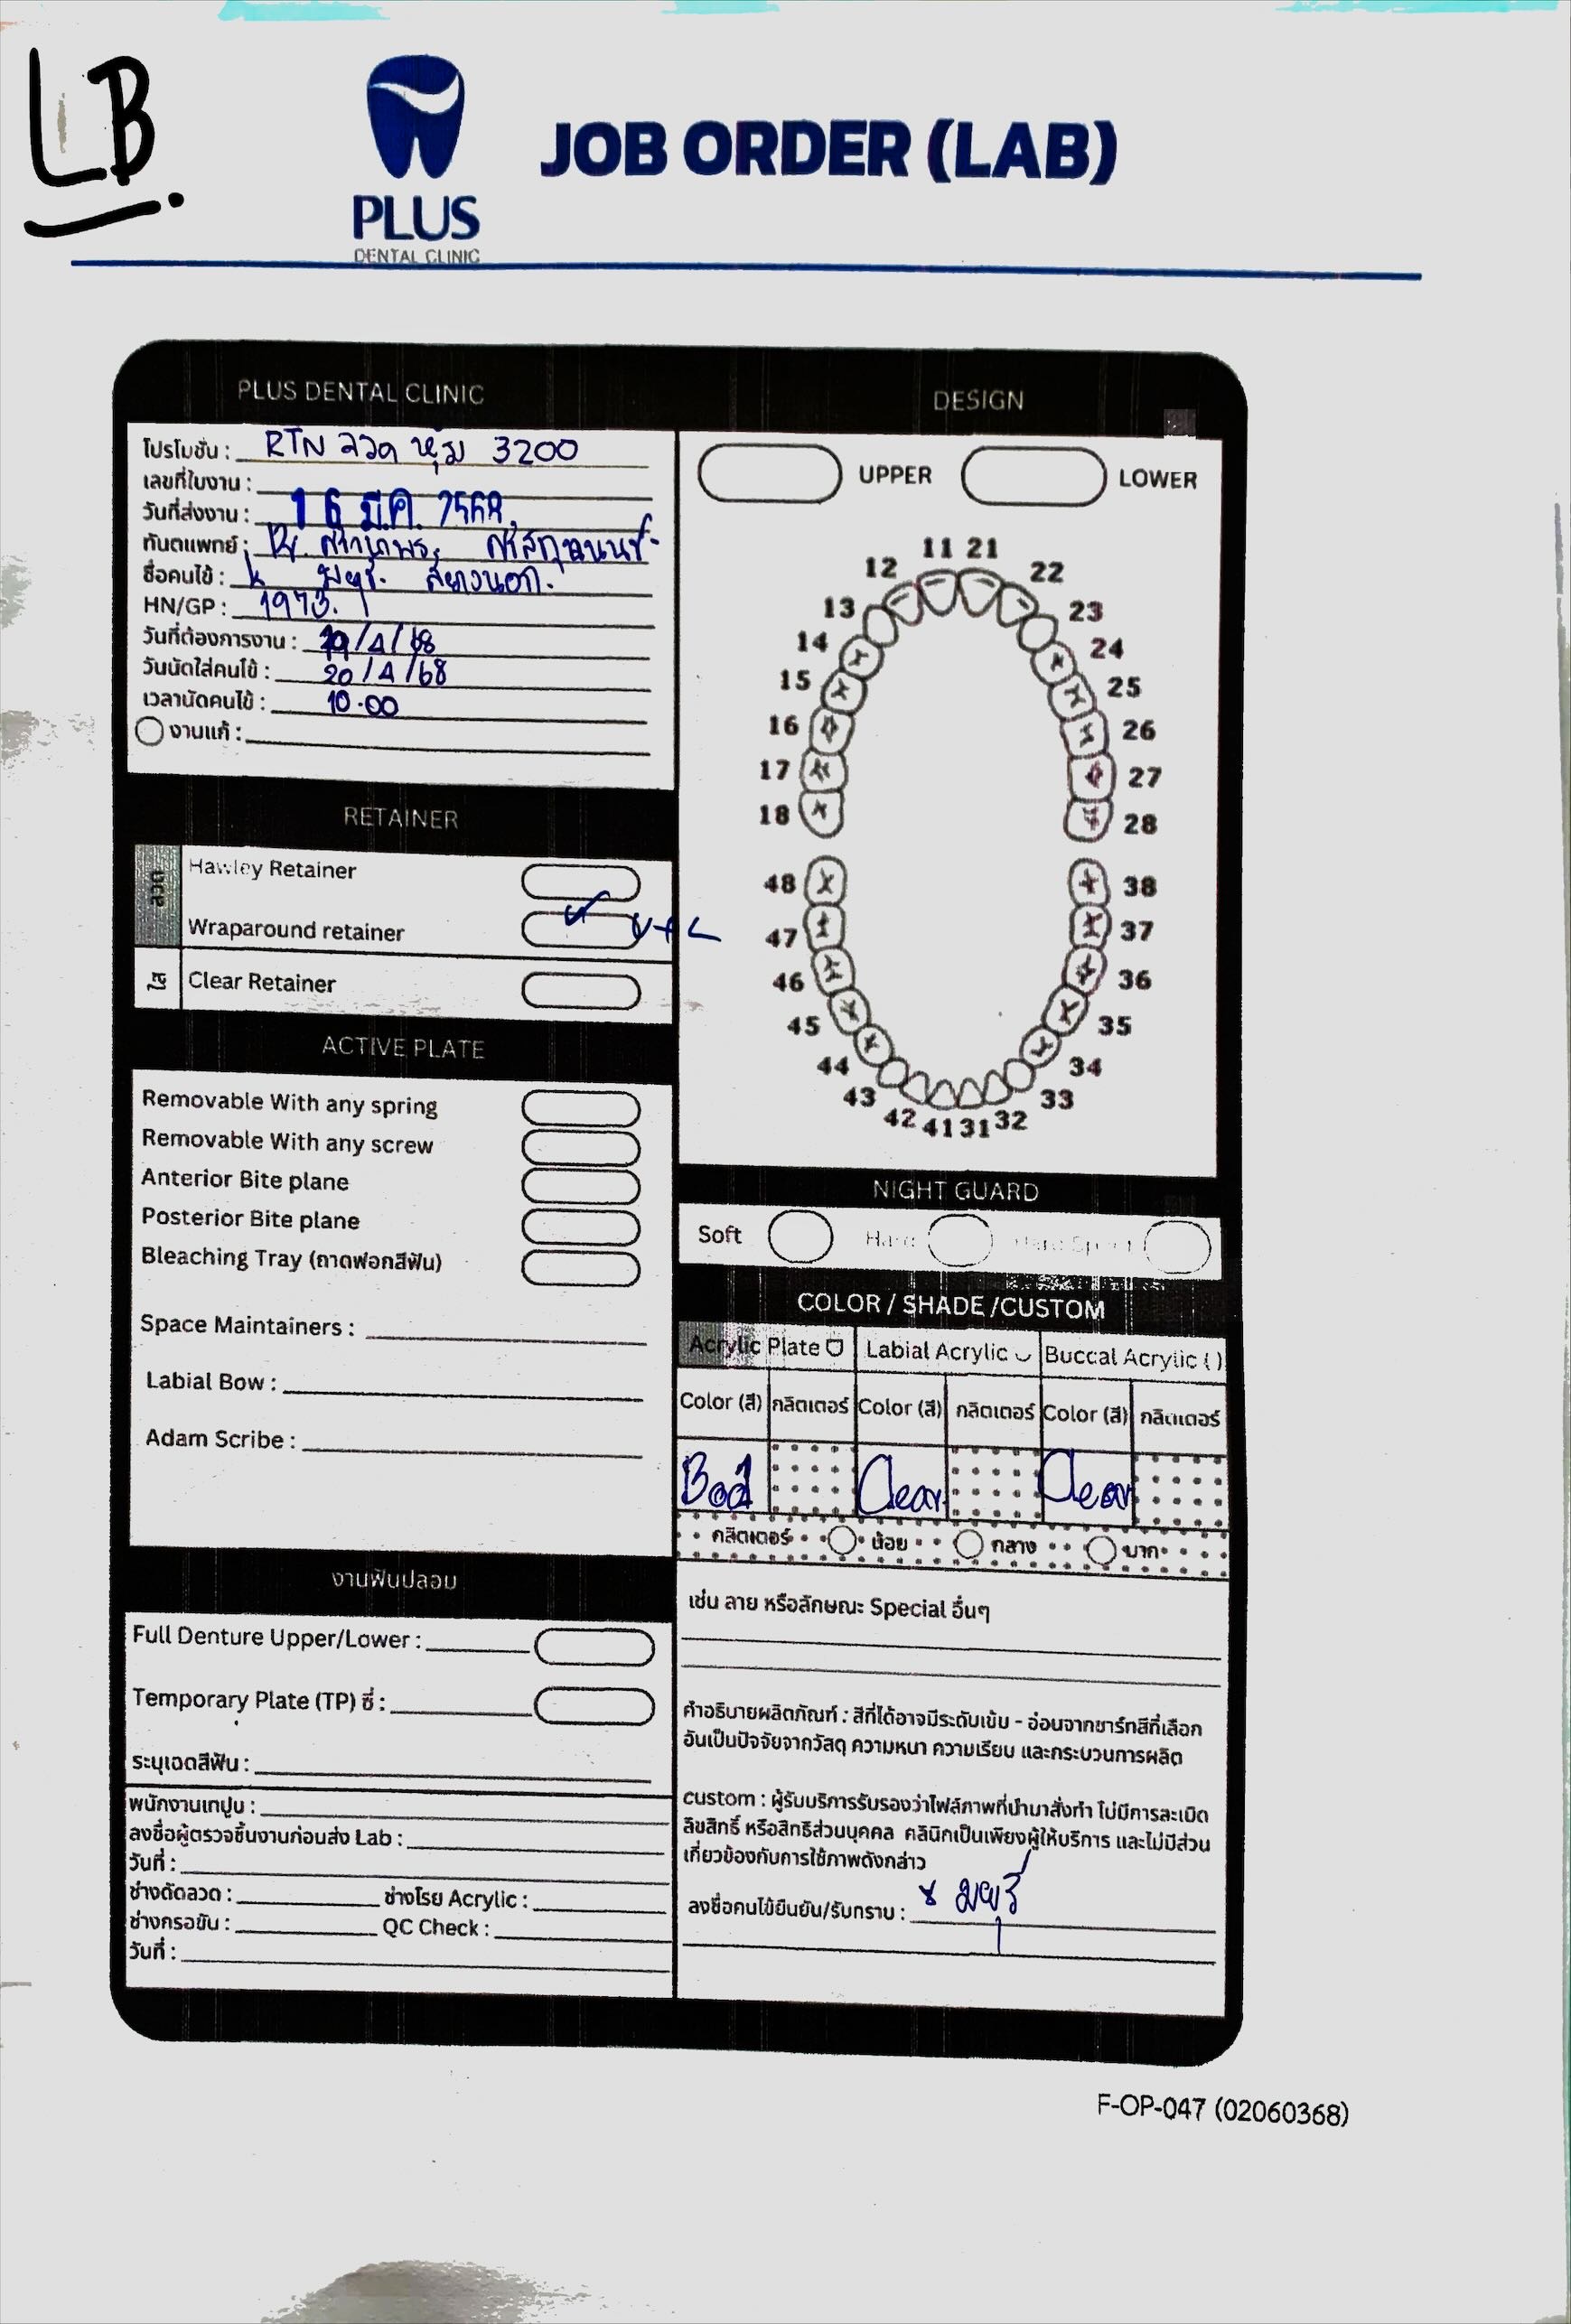 LB.
PLUS
DENTAL CLINIC
JOB ORDER (LAB)
PLUS DENTAL CLINIC
โปรโมชั่น : RTN ลวด หุ้ม 3200
เลขที่ใบงาน :
วันที่ส่งงาน : 16 มี.ค. 2568
ทันตแพทย์ :
ชื่อคนไข้ :
HN/GP : 1973.
วันที่ต้องการงาน : 19/4/68
วันนัดใส่คนไข้ : 20/4/68
เวลานัดคนไข้ : 10.00
งานแก้ :
RETAINER
ลวด
Hawley Retainer
Wraparound retainer ✓ U+L
ใส
Clear Retainer
ACTIVE PLATE
Removable With any spring
Removable With any screw
Anterior Bite plane
Posterior Bite plane
Bleaching Tray (ถาดฟอกสีฟัน)
Space Maintainers :
Labial Bow :
Adam Scribe :
งานฟันปลอม
Full Denture Upper/Lower :
Temporary Plate (TP) ซี่ :
ระบุเฉดสีฟัน :
พนักงานเทปูน :
ลงชื่อผู้ตรวจชิ้นงานก่อนส่ง Lab :
วันที่ :
ช่างดัดลวด : ช่างโรย Acrylic :
ช่างกรอขัน : QC Check :
วันที่ :
DESIGN
UPPER LOWER
11 21
12 22
13 23
14 24
15 25
16 26
17 27
18 28
48 38
47 37
46 36
45 35
44 34
43 33
42 41 31 32
NIGHT GUARD
Soft Hard Hard Sport
COLOR / SHADE /CUSTOM
Acrylic Plate Labial Acrylic Buccal Acrylic ( )
Color (สี) กลิตเตอร์ Color (สี) กลิตเตอร์ Color (สี) กลิตเตอร์
Clear Clear
กลิตเตอร์ น้อย กลาง มาก
เช่น ลาย หรือลักษณะ Special อื่นๆ
คำอธิบายผลิตภัณฑ์ : สีที่ได้อาจมีระดับเข้ม - อ่อนจากชาร์ทสีที่เลือก
อันเป็นปัจจัยจากวัสดุ ความหนา ความเรียบ และกระบวนการผลิต
custom : ผู้รับบริการรับรองว่าไฟล์ภาพที่นำมาสั่งทำ ไม่มีการละเมิด
ลิขสิทธิ์ หรือสิทธิส่วนบุคคล คลินิกเป็นเพียงผู้ให้บริการ และไม่มีส่วน
เกี่ยวข้องกับการใช้ภาพดังกล่าว
ลงชื่อคนไข้ยืนยัน/รับทราบ : x มยุรี
F-OP-047 (02060368)